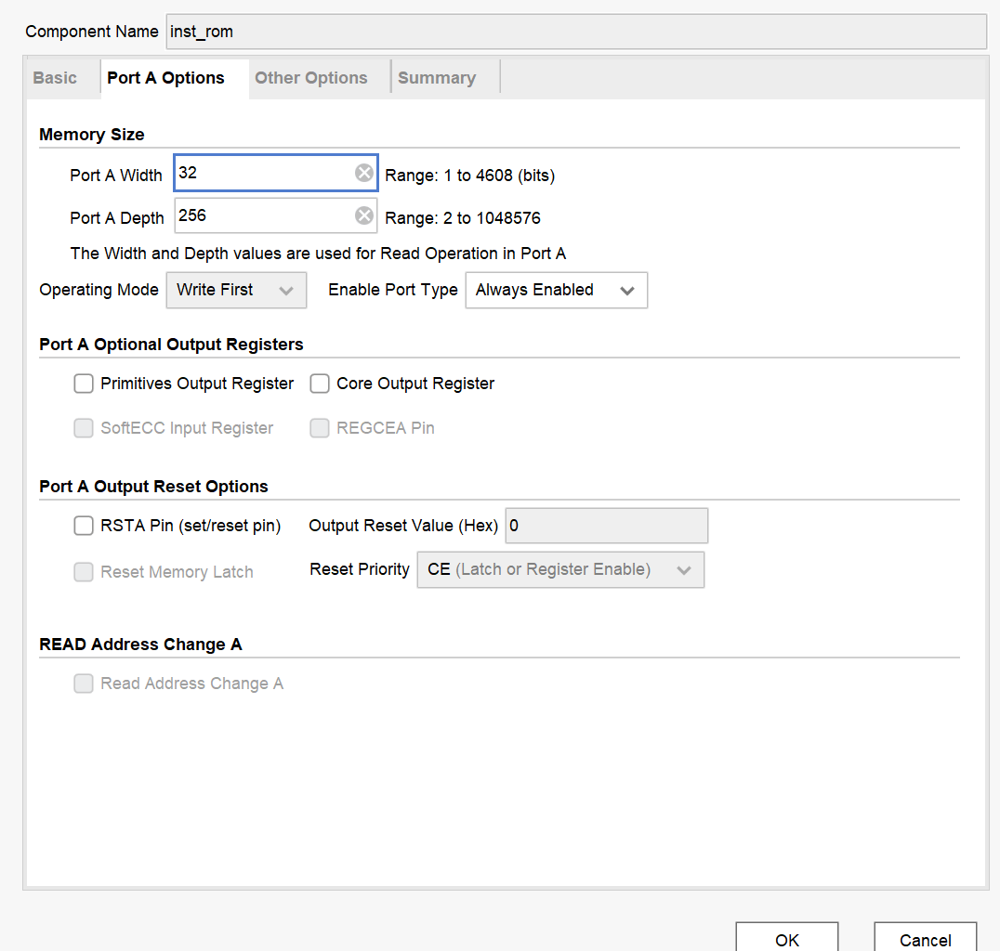 Component Name inst_rom
Basic Port A Options Other Options Summary
Memory Size
Port A Width 32 Range: 1 to 4608 (bits)
Port A Depth 256 Range: 2 to 1048576
The Width and Depth values are used for Read Operation in Port A
Operating Mode Write First Enable Port Type Always Enabled
Port A Optional Output Registers
Primitives Output Register Core Output Register
SoftECC Input Register REGCEA Pin
Port A Output Reset Options
RSTA Pin (set/reset pin) Output Reset Value (Hex) 0
Reset Memory Latch Reset Priority CE (Latch or Register Enable)
READ Address Change A
Read Address Change A
OK Cancel